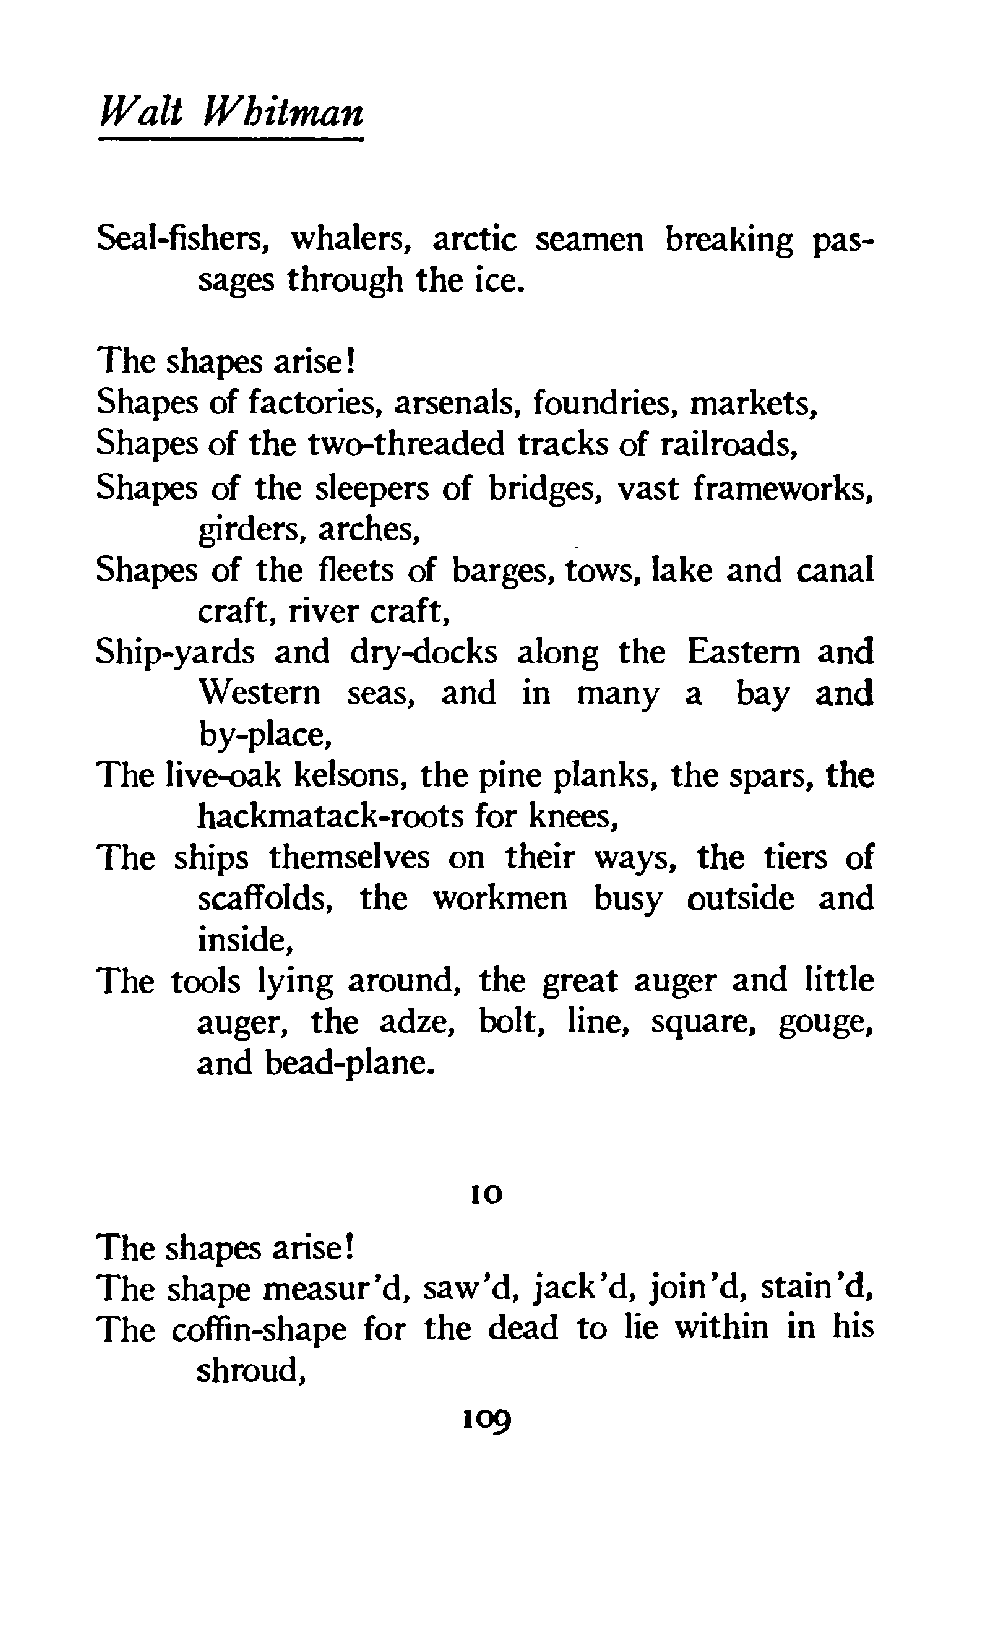 Walt Whitman
Seal-fishers, whalers, arctic seamen breaking pas-
sages through the ice.
The shapes arise!
Shapes of factories, arsenals, foundries, markets,
Shapes of the two-threaded tracks of railroads,
Shapes of the sleepers of bridges, vast frameworks,
girders, arches,
Shapes of the fleets of barges, tows, lake and canal
craft, river craft,
Ship-yards and dry-docks along the Eastern and
Western seas, and in many a bay and
by-place,
The live-oak kelsons, the pine planks, the spars, the
hackmatack-roots for knees,
The ships themselves on their ways, the tiers of
scaffolds, the workmen busy outside and
inside,
The tools lying around, the great auger and little
auger, the adze, bolt, line, square, gouge,
and bead-plane.
10
The shapes arise!
The shape measur'd, saw'd, jack'd, join'd, stain'd,
The coffin-shape for the dead to lie within in his
shroud,
109